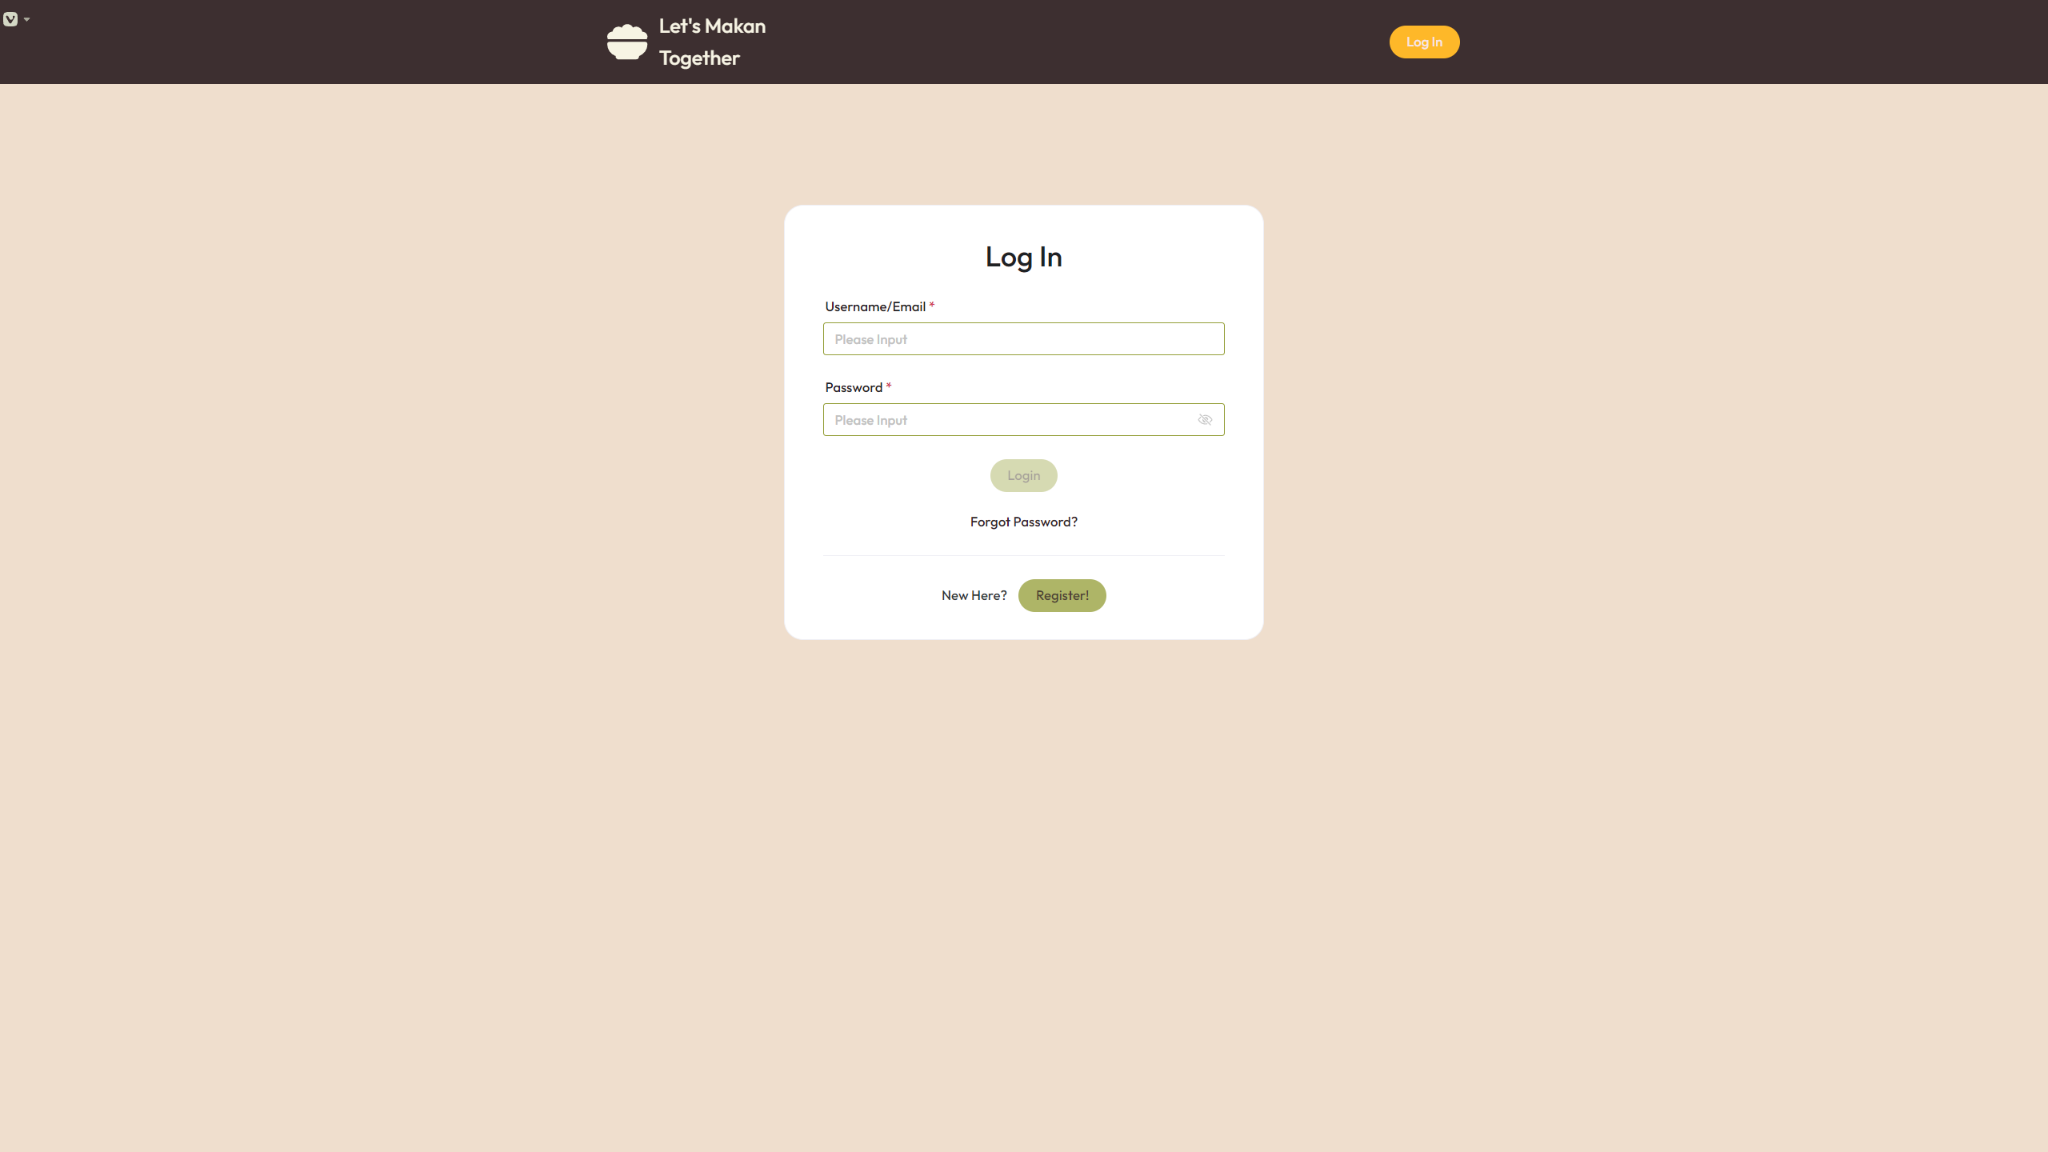 Let's Makan
Together
Log In
Log In
Username/Email *
Please Input
Password *
Please Input
Login
Forgot Password?
New Here? Register!